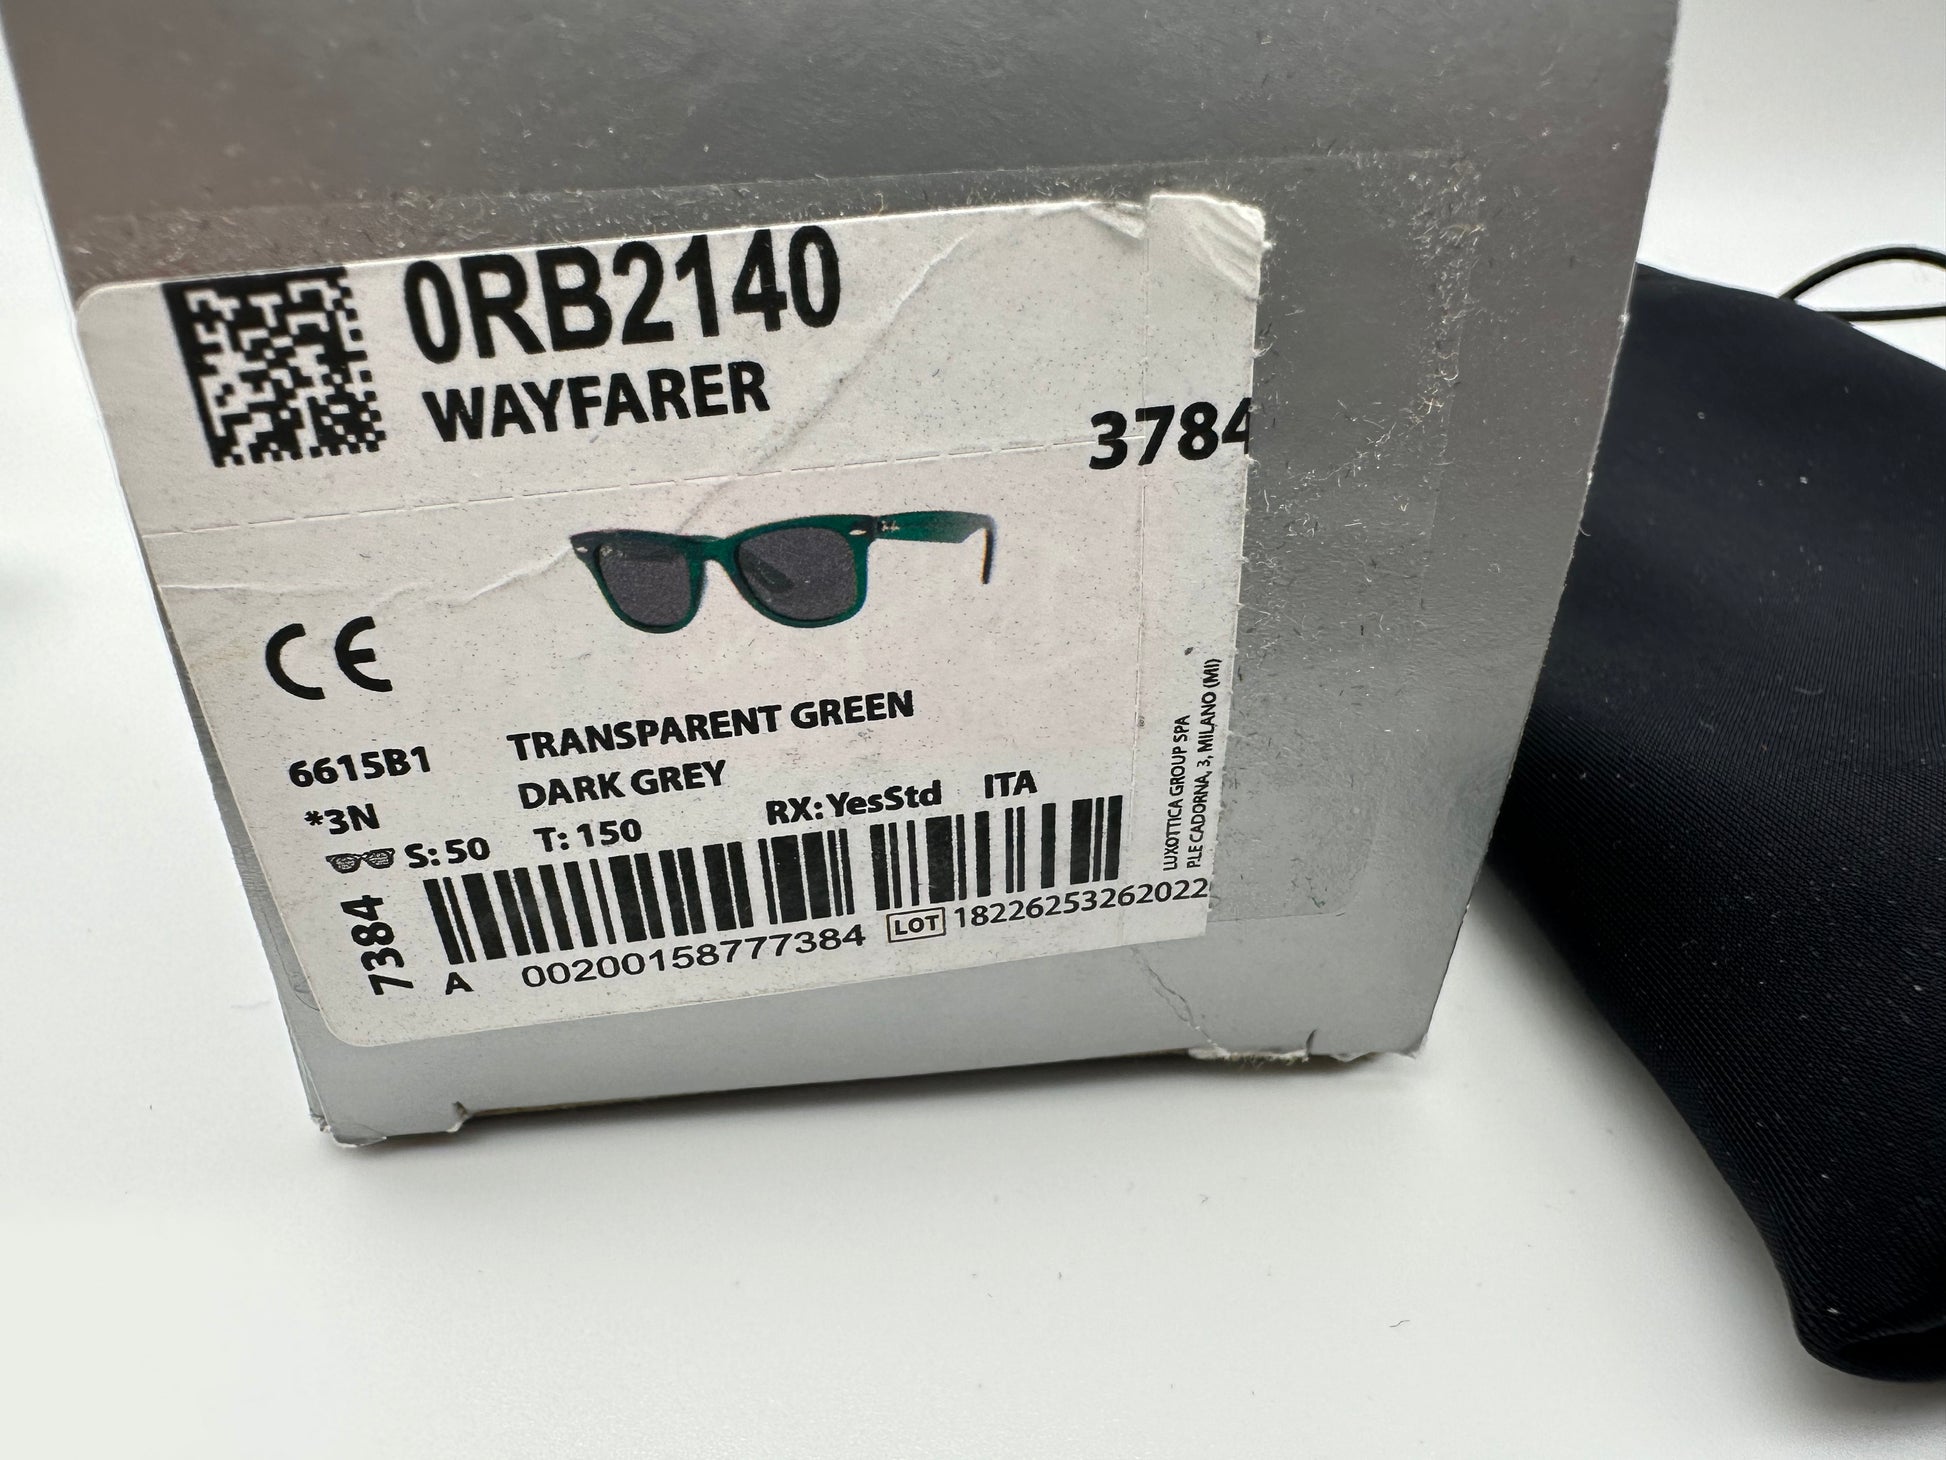 0RB2140
WAYFARER
3784
CE
6615B1 TRANSPARENT GREEN
*3N DARK GREY
S: 50 T: 150 RX: YesStd ITA
7384
A 00200158777384 LOT 18226253262022
LUXOTTICA GROUP SPA
P.LE CADORNA, 3, MILANO (MI)